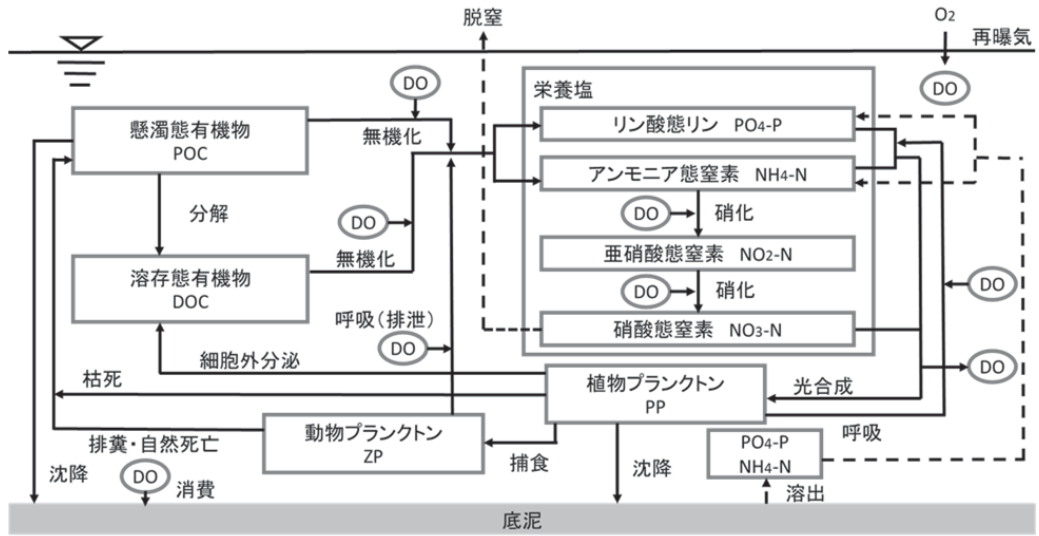 脱窒
O₂
再曝気
DO
DO
栄養塩
懸濁態有機物
POC
無機化
リン酸態リン PO₄-P
アンモニア態窒素 NH₄-N
分解
DO
DO
硝化
無機化
亜硝酸態窒素 NO₂-N
溶存態有機物
DOC
DO
硝化
DO
呼吸(排泄)
DO
硝酸態窒素 NO₃-N
細胞外分泌
枯死
植物プランクトン
PP
DO
光合成
排糞・自然死亡
動物プランクトン
ZP
捕食
沈降
呼吸
PO₄-P
NH₄-N
沈降
DO
消費
溶出
底泥